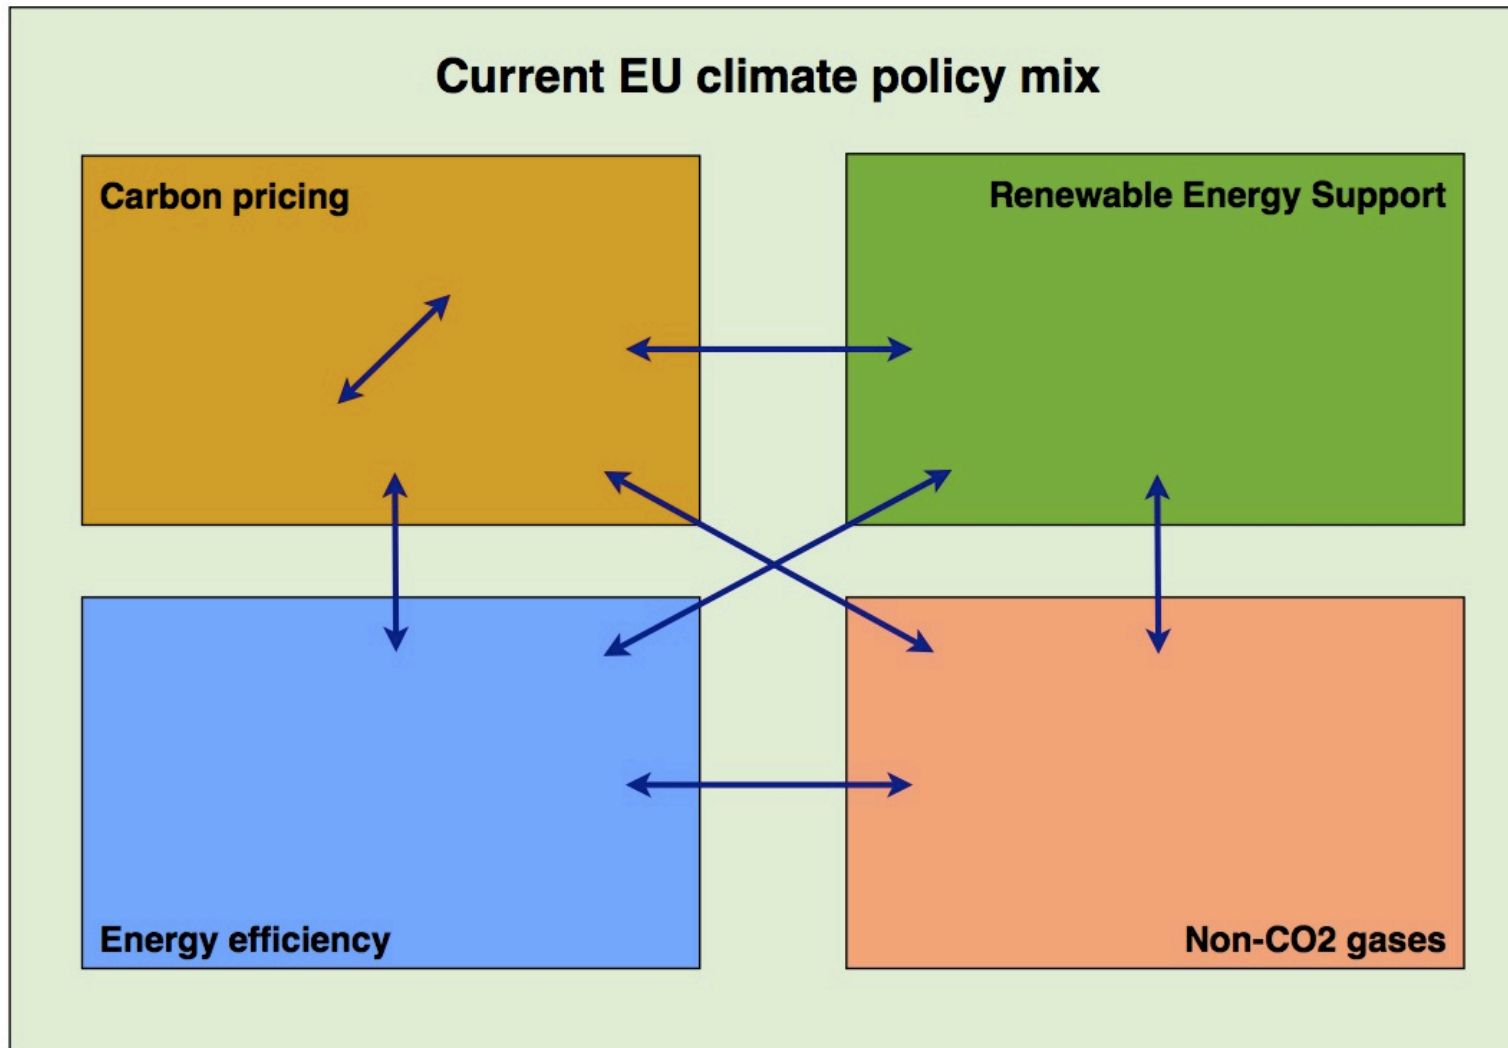 Current EU climate policy mix
Carbon pricing
Renewable Energy Support
Energy efficiency
Non-CO2 gases